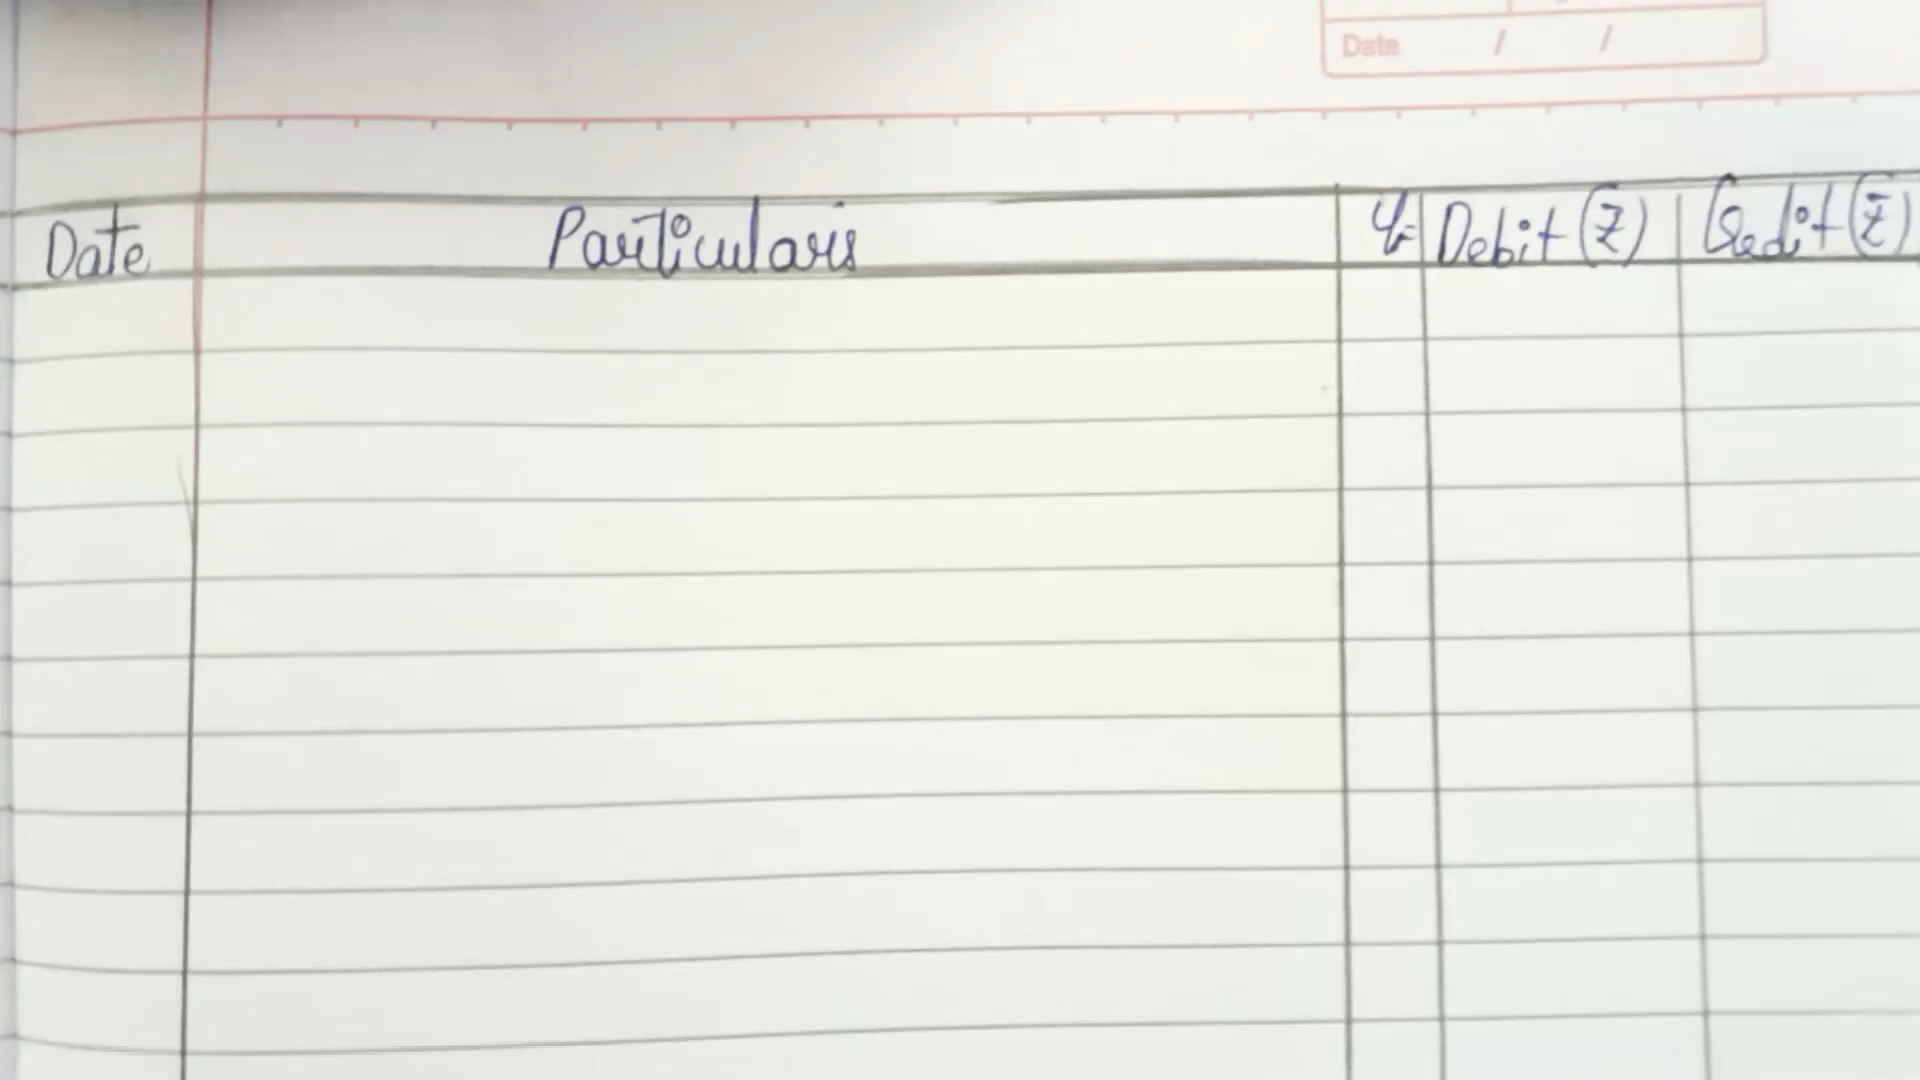 Date / /
Date Particulars Debit (₹) Credit (₹)